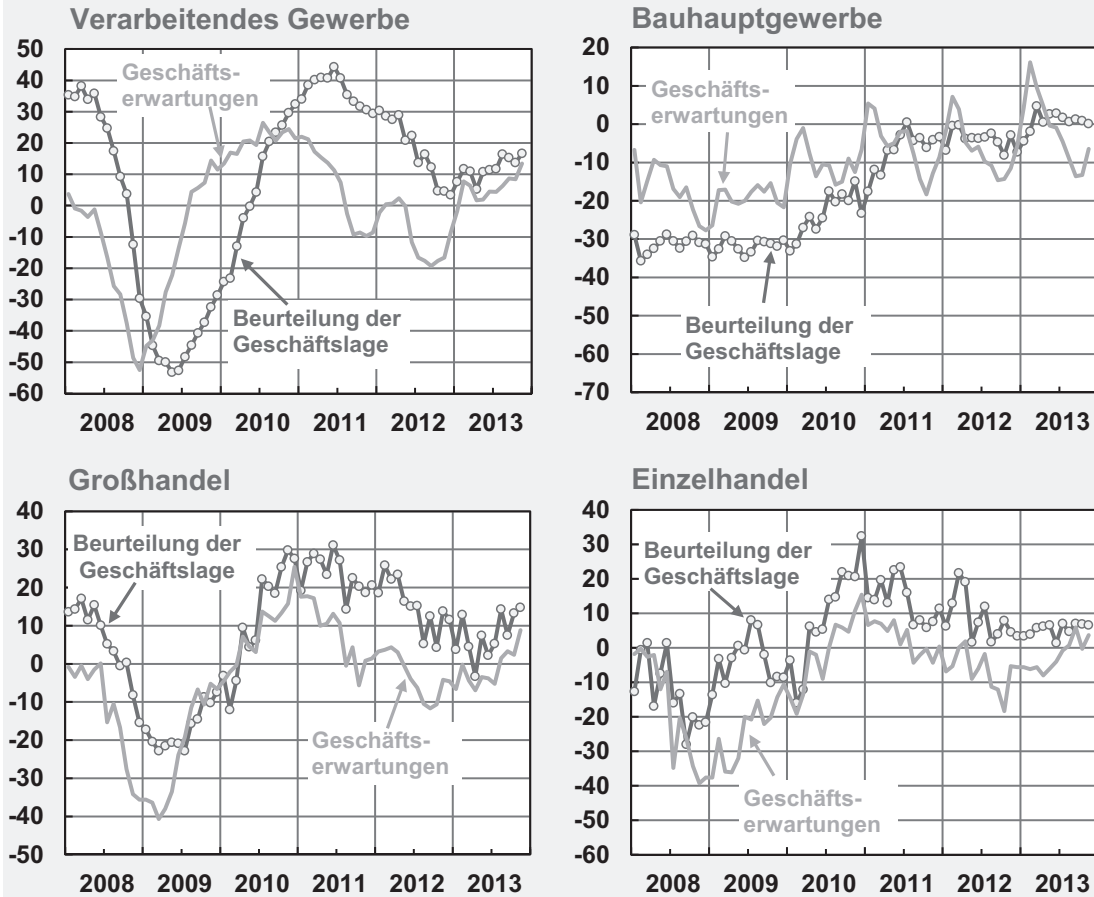 Verarbeitendes Gewerbe
50
40
30
20
10
0
-10
-20
-30
-40
-50
-60
Geschäfts-
erwartungen
Beurteilung der
Geschäftslage
2008 2009 2010 2011 2012 2013
Bauhauptgewerbe
20
10
0
-10
-20
-30
-40
-50
-60
-70
Geschäfts-
erwartungen
Beurteilung der
Geschäftslage
2008 2009 2010 2011 2012 2013
Großhandel
40
30
20
10
0
-10
-20
-30
-40
-50
Beurteilung der
Geschäftslage
Geschäfts-
erwartungen
2008 2009 2010 2011 2012 2013
Einzelhandel
40
30
20
10
0
-10
-20
-30
-40
-50
-60
Beurteilung der
Geschäftslage
Geschäfts-
erwartungen
2008 2009 2010 2011 2012 2013